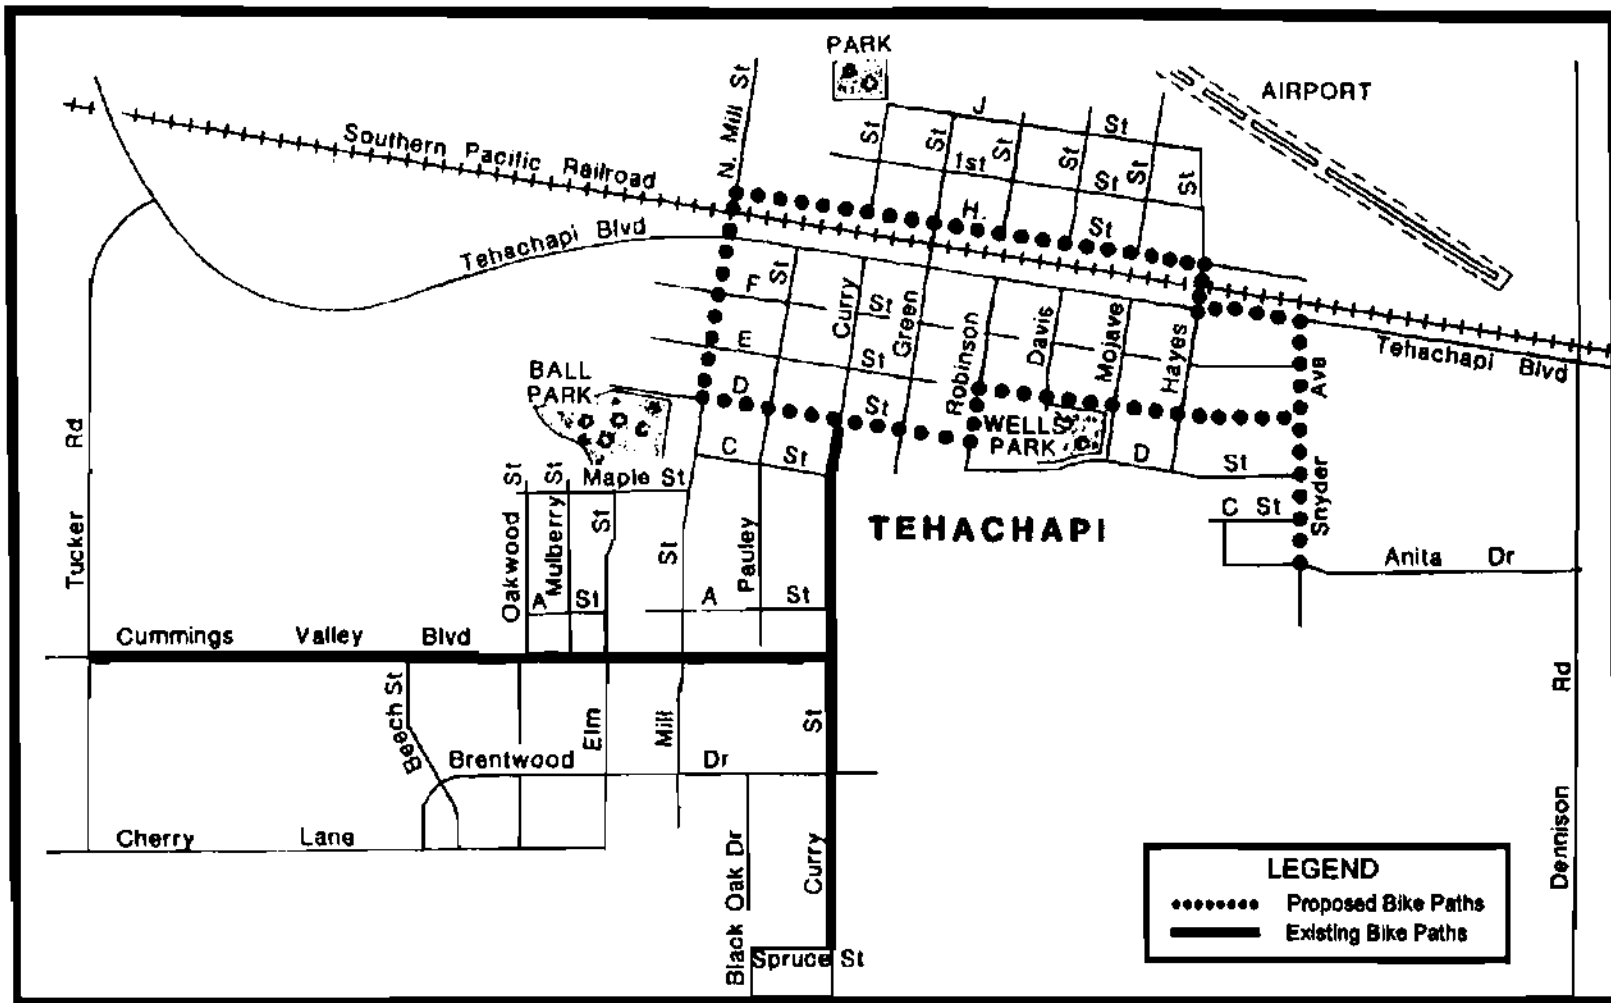 PARK
AIRPORT
N. Mill St
J St
Southern Pacific Railroad
St
St
St
St
St
St
1st St
H. St
Tehachapi Blvd
F St
St
Curry
Green
Robinson
Davis
Mojave
Hayes
Tehachapi Blvd
E St
BALL
PARK
D St
WELLS
PARK
Ave
Snyder
C St
D St
Maple St
Oakwood St
Mulberry St
St
St
Pauley
TEHACHAPI
C St
Anita Dr
Tucker Rd
A St
A St
Cummings Valley Blvd
Beech St
Elm
Mill
St
Brentwood Dr
Cherry Lane
Black Oak Dr
Curry
Spruce St
Dennison Rd
LEGEND
Proposed Bike Paths
Existing Bike Paths